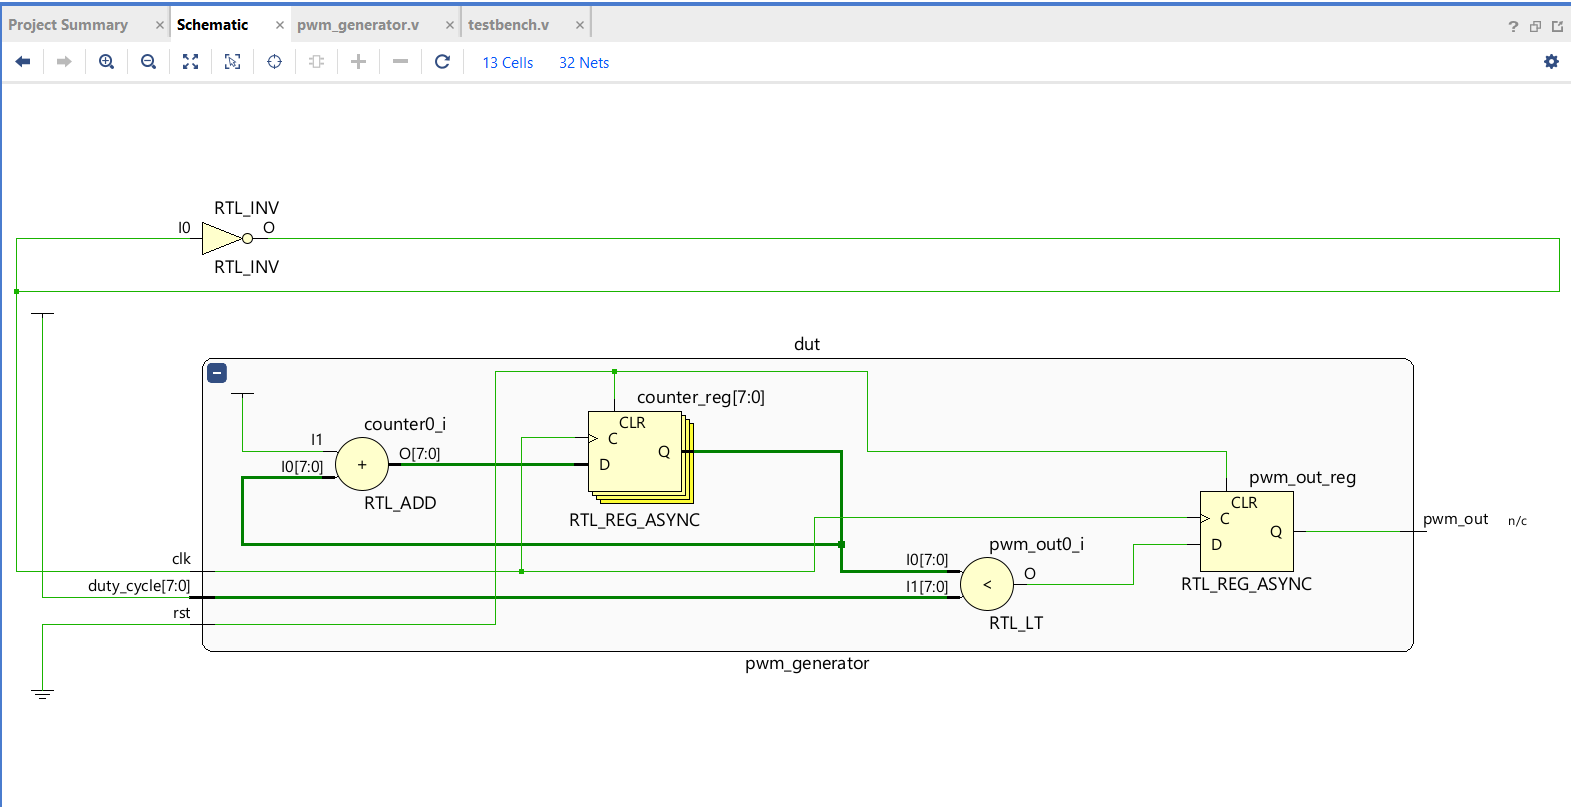 Project Summary × Schematic × pwm_generator.v × testbench.v × ?
13 Cells 32 Nets
RTL_INV
I0 O
RTL_INV
dut
counter_reg[7:0]
counter0_i
CLR
I1 O[7:0] C Q
I0[7:0] + D
RTL_ADD
RTL_REG_ASYNC
pwm_out_reg
CLR
C Q pwm_out n/c
D
RTL_REG_ASYNC
clk
duty_cycle[7:0]
rst
pwm_out0_i
I0[7:0] O
I1[7:0] <
RTL_LT
pwm_generator